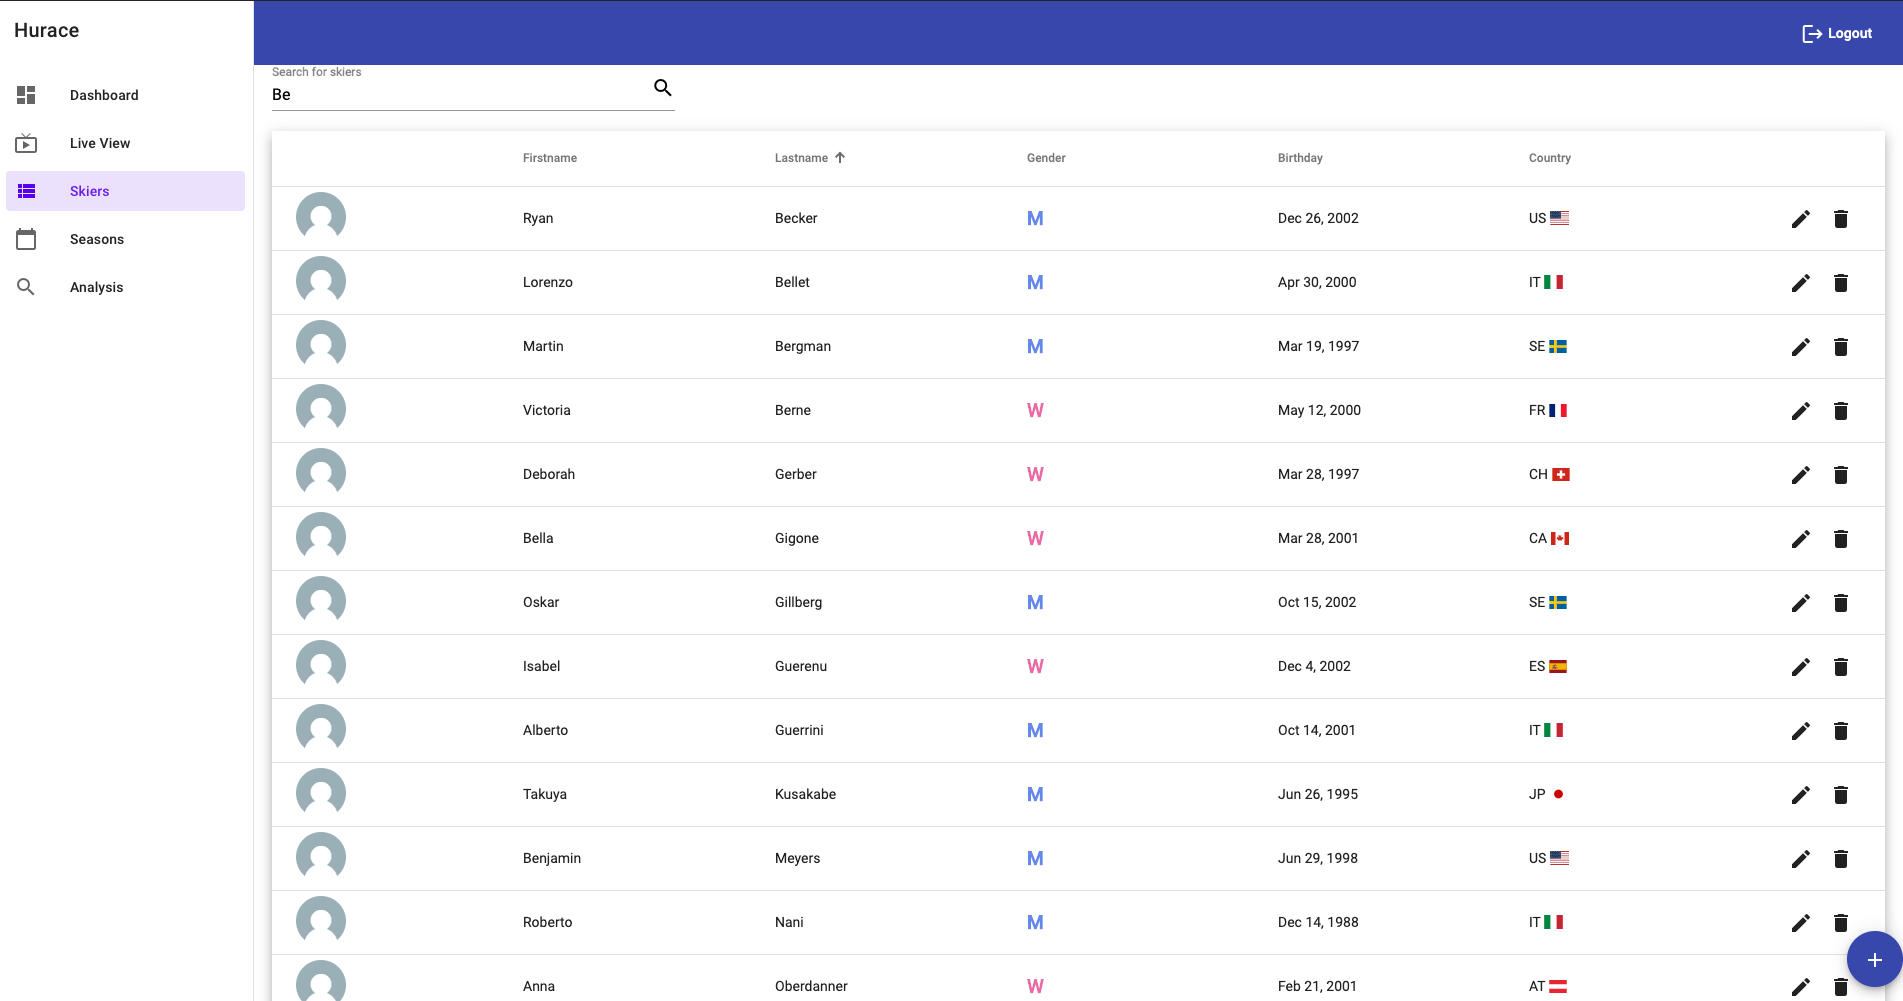 Hurace
Logout
Dashboard
Live View
Skiers
Seasons
Analysis
Search for skiers
Be
Firstname Lastname Gender Birthday Country
Ryan Becker M Dec 26, 2002 US
Lorenzo Bellet M Apr 30, 2000 IT
Martin Bergman M Mar 19, 1997 SE
Victoria Berne W May 12, 2000 FR
Deborah Gerber W Mar 28, 1997 CH
Bella Gigone W Mar 28, 2001 CA
Oskar Gillberg M Oct 15, 2002 SE
Isabel Guerenu W Dec 4, 2002 ES
Alberto Guerrini M Oct 14, 2001 IT
Takuya Kusakabe M Jun 26, 1995 JP
Benjamin Meyers M Jun 29, 1998 US
Roberto Nani M Dec 14, 1988 IT
Anna Oberdanner W Feb 21, 2001 AT